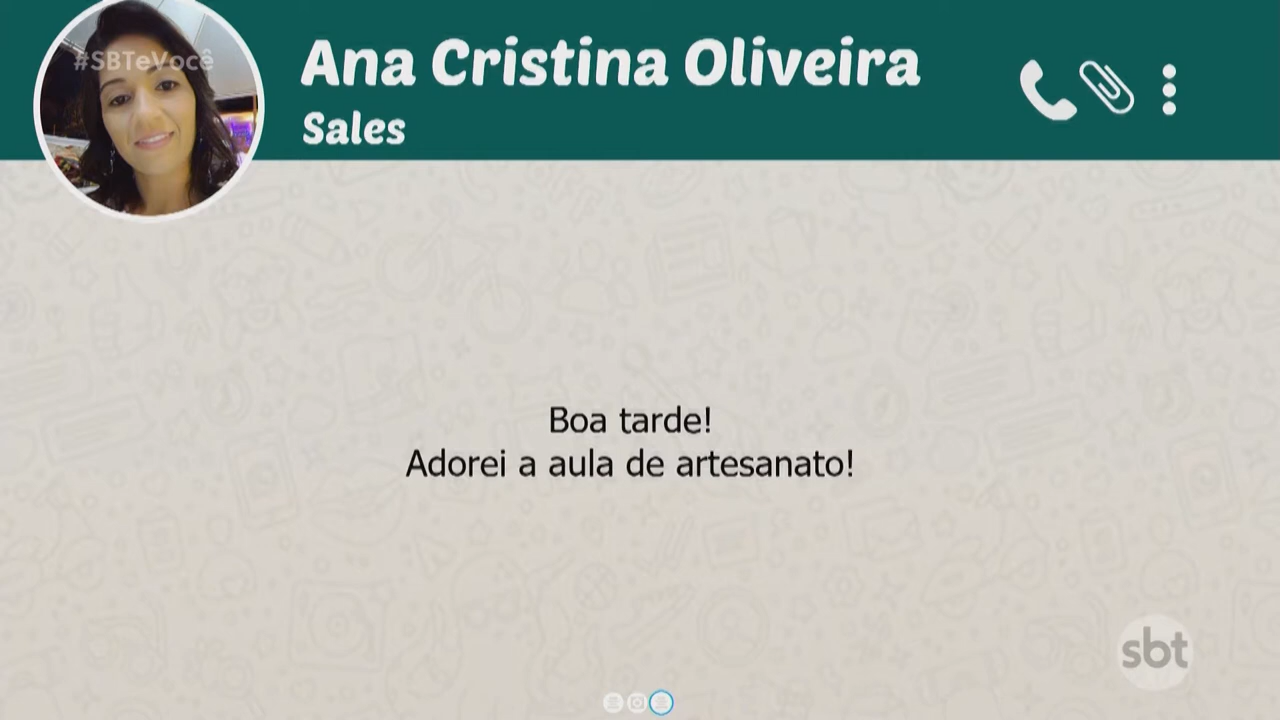 #SBTeVocê
Ana Cristina Oliveira
Sales
Boa tarde!
Adorei a aula de artesanato!
sbt